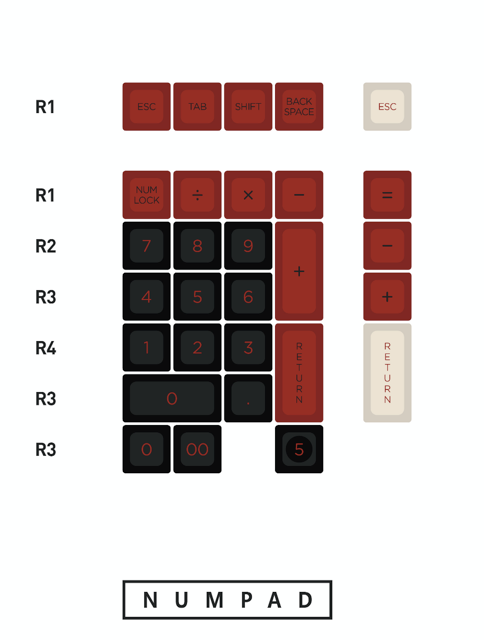 R1 ESC TAB SHIFT BACK SPACE ESC
R1 NUM LOCK ÷ × − =
R2 7 8 9 + −
R3 4 5 6 +
R4 1 2 3 RETURN RETURN
R3 0 .
R3 0 00 5
NUMPAD